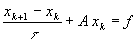 (x_{k+1} − x_k)/τ + A x_k = f